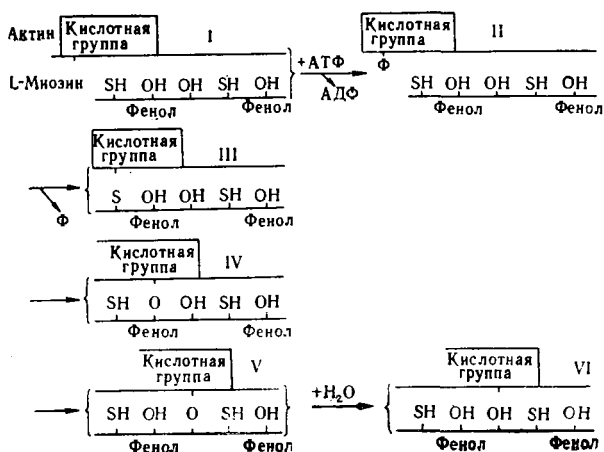 Актин
Кислотная
группа
I
L-Миозин
SH OH OH SH OH
Фенол Фенол
+АТФ
АДФ
Кислотная
группа
II
Ф
SH OH OH SH OH
Фенол Фенол
Ф
Кислотная
группа
III
S OH OH SH OH
Фенол Фенол
Кислотная
группа
IV
SH O OH SH OH
Фенол Фенол
Кислотная
группа
V
SH OH O SH OH
Фенол Фенол
+H₂O
Кислотная
группа
VI
SH OH OH SH OH
Фенол Фенол